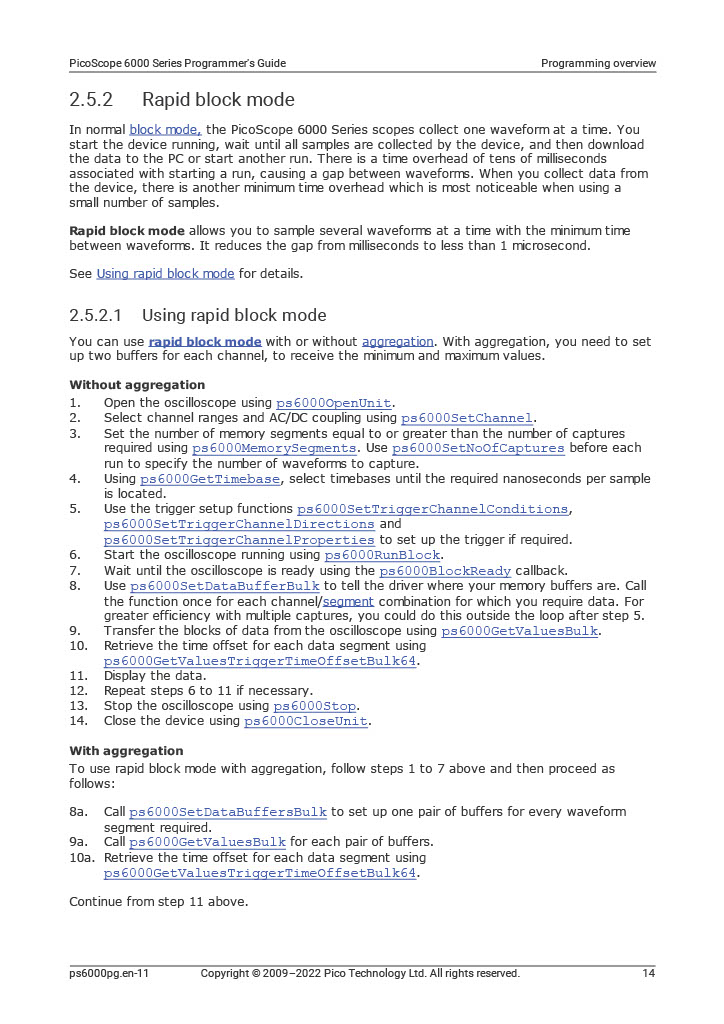 PicoScope 6000 Series Programmer's Guide Programming overview
2.5.2 Rapid block mode
In normal block mode, the PicoScope 6000 Series scopes collect one waveform at a time. You
start the device running, wait until all samples are collected by the device, and then download
the data to the PC or start another run. There is a time overhead of tens of milliseconds
associated with starting a run, causing a gap between waveforms. When you collect data from
the device, there is another minimum time overhead which is most noticeable when using a
small number of samples.
Rapid block mode allows you to sample several waveforms at a time with the minimum time
between waveforms. It reduces the gap from milliseconds to less than 1 microsecond.
See Using rapid block mode for details.
2.5.2.1 Using rapid block mode
You can use rapid block mode with or without aggregation. With aggregation, you need to set
up two buffers for each channel, to receive the minimum and maximum values.
Without aggregation
1. Open the oscilloscope using ps6000OpenUnit.
2. Select channel ranges and AC/DC coupling using ps6000SetChannel.
3. Set the number of memory segments equal to or greater than the number of captures
required using ps6000MemorySegments. Use ps6000SetNoOfCaptures before each
run to specify the number of waveforms to capture.
4. Using ps6000GetTimebase, select timebases until the required nanoseconds per sample
is located.
5. Use the trigger setup functions ps6000SetTriggerChannelConditions,
ps6000SetTriggerChannelDirections and
ps6000SetTriggerChannelProperties to set up the trigger if required.
6. Start the oscilloscope running using ps6000RunBlock.
7. Wait until the oscilloscope is ready using the ps6000BlockReady callback.
8. Use ps6000SetDataBufferBulk to tell the driver where your memory buffers are. Call
the function once for each channel/segment combination for which you require data. For
greater efficiency with multiple captures, you could do this outside the loop after step 5.
9. Transfer the blocks of data from the oscilloscope using ps6000GetValuesBulk.
10. Retrieve the time offset for each data segment using
ps6000GetValuesTriggerTimeOffsetBulk64.
11. Display the data.
12. Repeat steps 6 to 11 if necessary.
13. Stop the oscilloscope using ps6000Stop.
14. Close the device using ps6000CloseUnit.
With aggregation
To use rapid block mode with aggregation, follow steps 1 to 7 above and then proceed as
follows:
8a. Call ps6000SetDataBuffersBulk to set up one pair of buffers for every waveform
segment required.
9a. Call ps6000GetValuesBulk for each pair of buffers.
10a. Retrieve the time offset for each data segment using
ps6000GetValuesTriggerTimeOffsetBulk64.
Continue from step 11 above.
ps6000pg.en-11 Copyright © 2009–2022 Pico Technology Ltd. All rights reserved. 14